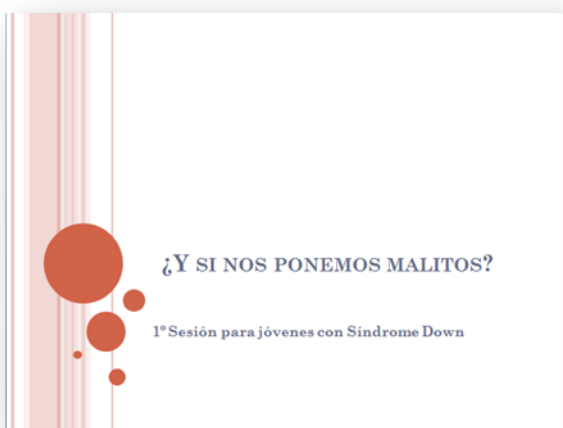 ¿Y SI NOS PONEMOS MALITOS?
1º Sesión para jóvenes con Síndrome Down